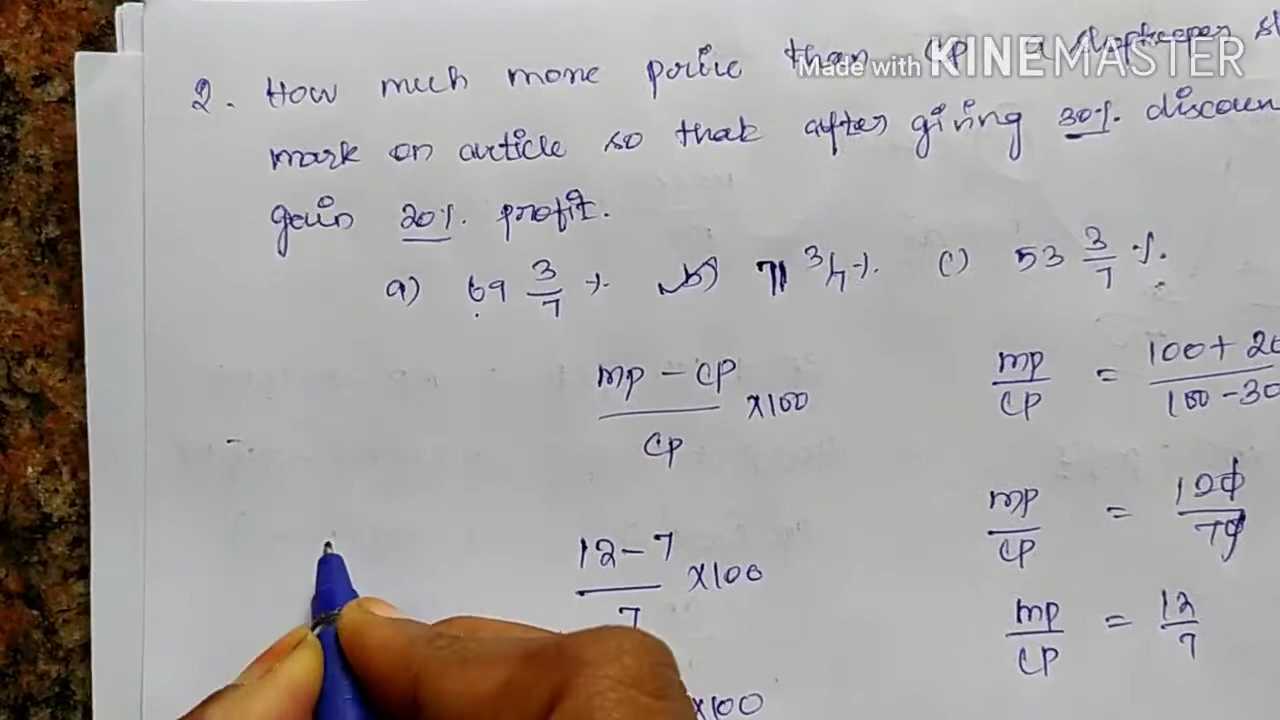 Made with KINEMASTER
2. How much more price than CP a shopkeeper
mark on article so that after giving 30% discoun
gain 20% profit.
a) 69 3/7 % b) 71 3/7 % c) 53 3/7 %.
mp - CP / CP ×100
mp / CP = 100+20 / 100-30
mp / CP = 120 / 70
12-7 / 7 ×100
mp / CP = 12 / 7
×100